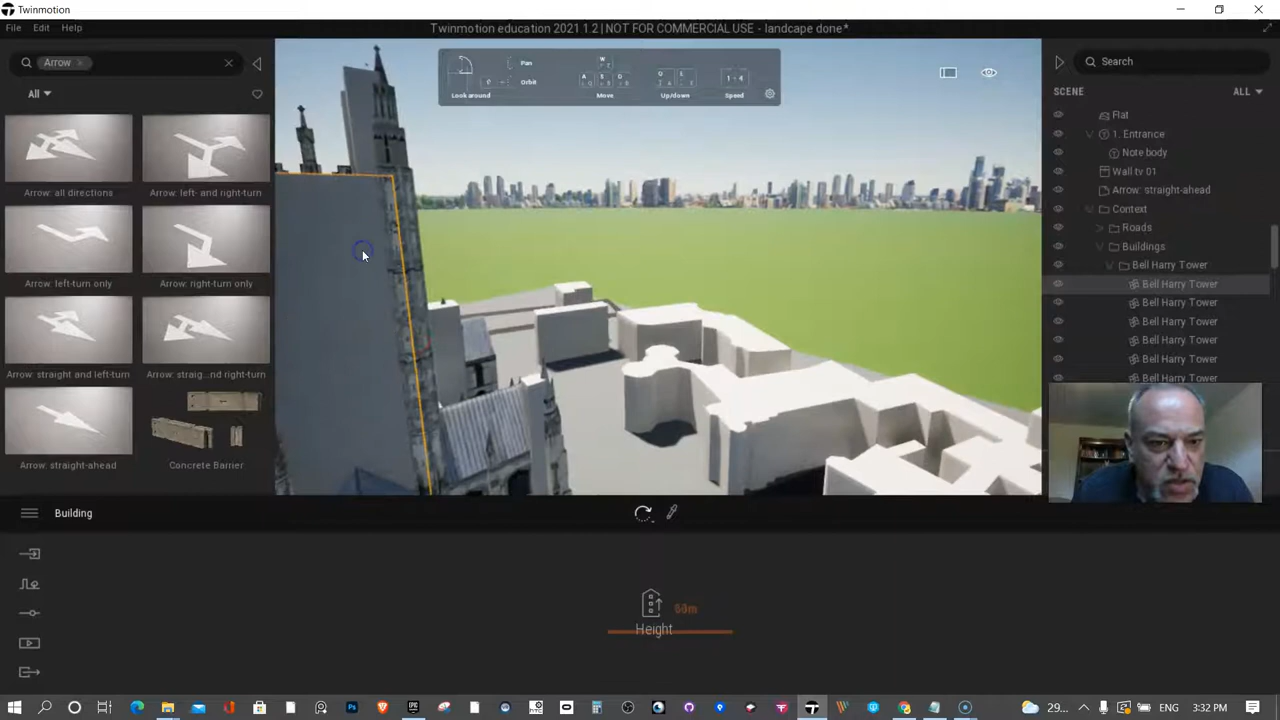 Twinmotion
File Edit Help
Twinmotion education 2021 1.2 | NOT FOR COMMERCIAL USE - landcape done*
Arrow
All
Arrow: all directions
Arrow: left- and right-turn
Arrow: left-turn only
Arrow: right-turn only
Arrow: straight and left-turn
Arrow: straig...nd right-turn
Arrow: straight-ahead
Concrete Barrier
Pan
Orbit
Look around
W
Move
Up/down
1 - 4
Speed
Search
SCENE
ALL
Flat
1. Entrance
Note body
Wall tv 01
Arrow: straight-ahead
Context
Roads
Buildings
Bell Harry Tower
Bell Harry Tower
Bell Harry Tower
Bell Harry Tower
Bell Harry Tower
Bell Harry Tower
Bell Harry Tower
Building
Height
29...
3:32 PM